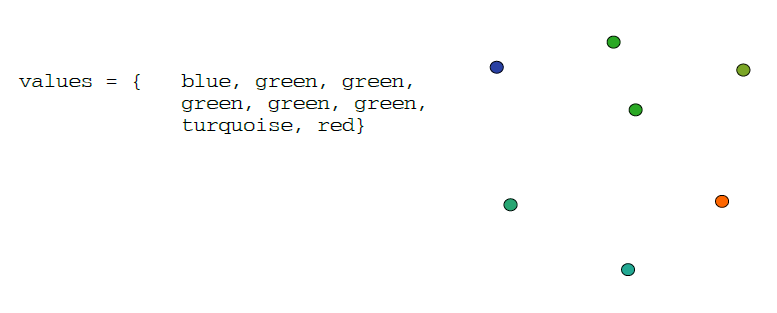 values = { blue, green, green,
green, green, green,
turquoise, red}